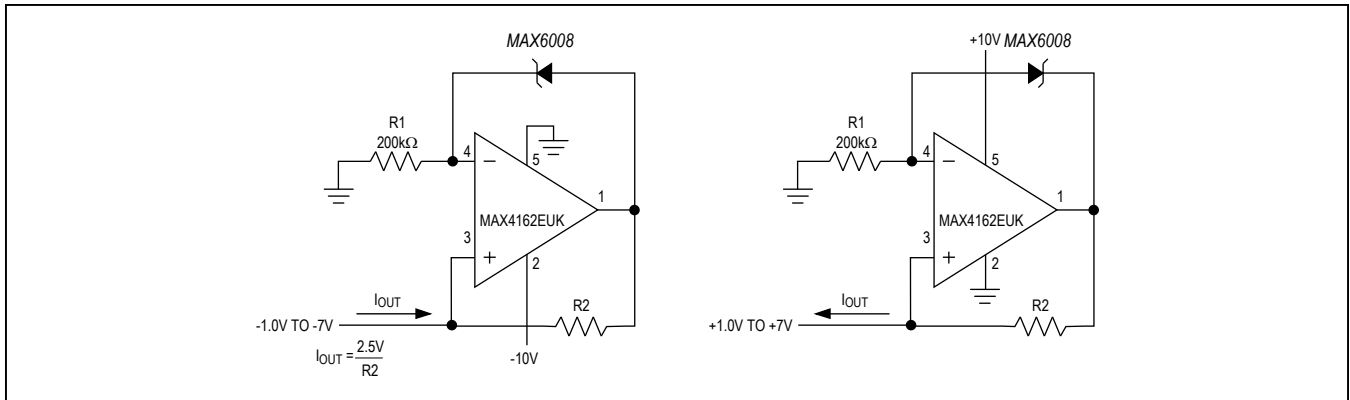 MAX6008
R1
200kΩ
4
−
5
1
MAX4162EUK
3
+
2
IOUT
R2
-1.0V TO -7V
IOUT = 2.5V
R2
-10V
+10V MAX6008
R1
200kΩ
4
−
5
1
MAX4162EUK
3
+
2
IOUT
R2
+1.0V TO +7V